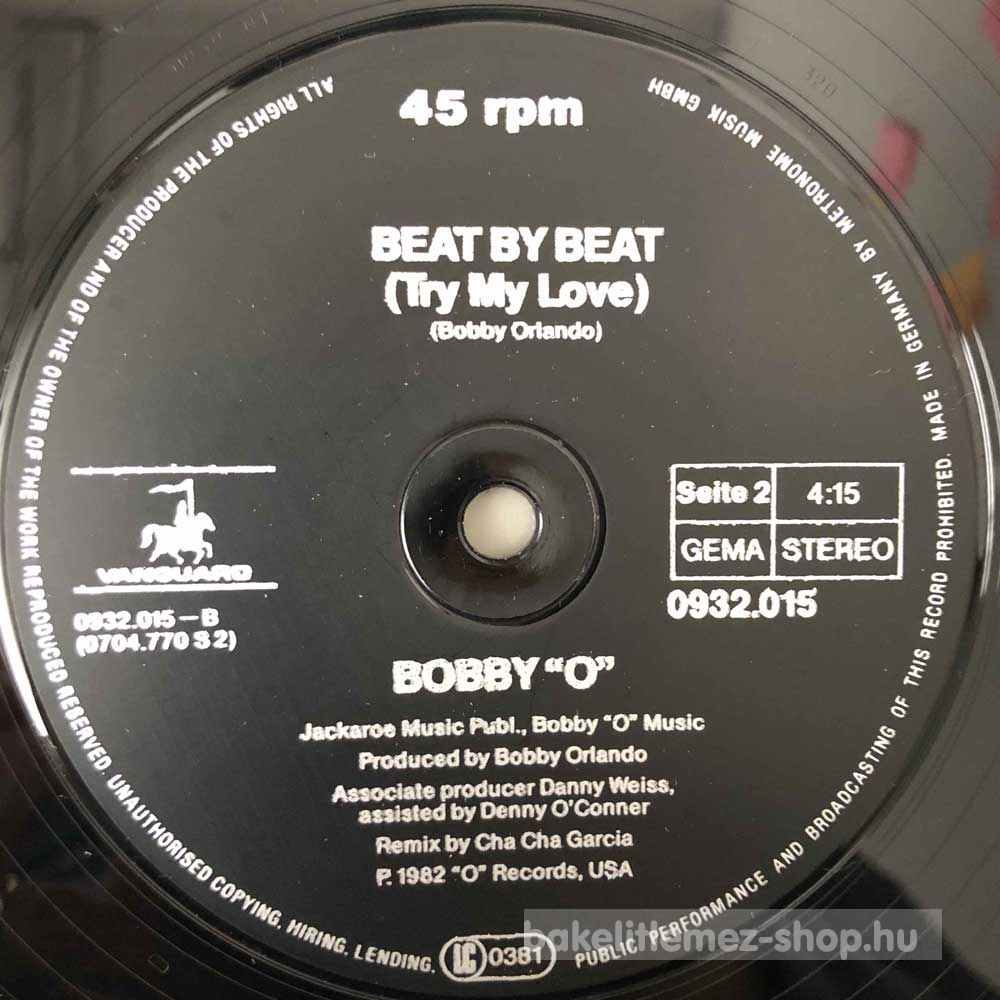 45 rpm
BEAT BY BEAT
(Try My Love)
(Bobby Orlando)
VANGUARD
0932.015 – B
(0704.770 S 2)
Seite 2 4:15
GEMA STEREO
0932.015
BOBBY “O”
Jackaroe Music Publ., Bobby “O” Music
Produced by Bobby Orlando
Associate producer Danny Weiss,
assisted by Denny O’Conner
Remix by Cha Cha Garcia
P. 1982 “O” Records, USA
LC 0381
ALL RIGHTS OF THE PRODUCER AND OF THE OWNER OF THE WORK REPRODUCED RESERVED. UNAUTHORISED COPYING, HIRING, LENDING, PUBLIC PERFORMANCE AND BROADCASTING OF THIS RECORD PROHIBITED. MADE IN GERMANY BY METRONOME MUSIK GMBH
320
bakelitlemez-shop.hu